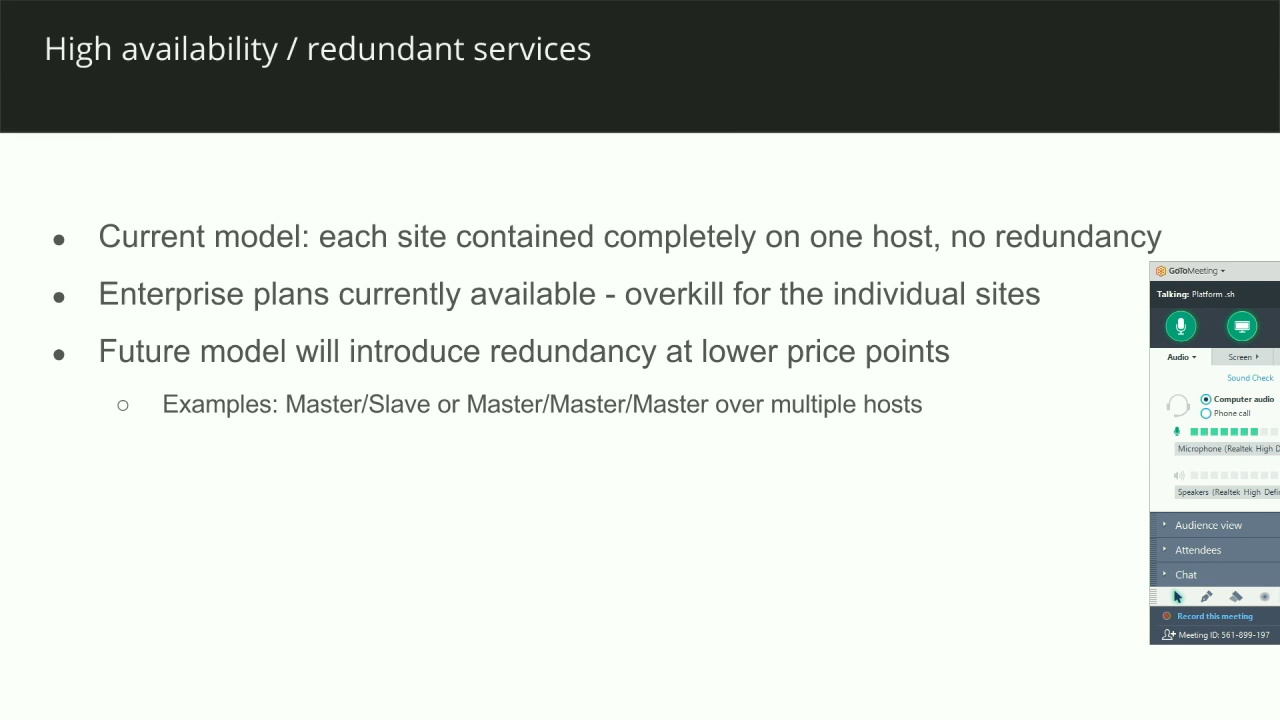 High availability / redundant services
● Current model: each site contained completely on one host, no redundancy
● Enterprise plans currently available - overkill for the individual sites
● Future model will introduce redundancy at lower price points
○ Examples: Master/Slave or Master/Master/Master over multiple hosts
GoToMeeting
Talking: Platform .sh
Audio Screen
Sound Check
Computer audio
Phone call
Microphone (Realtek High D
Speakers (Realtek High Defi
Audience view
Attendees
Chat
Record this meeting
Meeting ID: 561-899-197